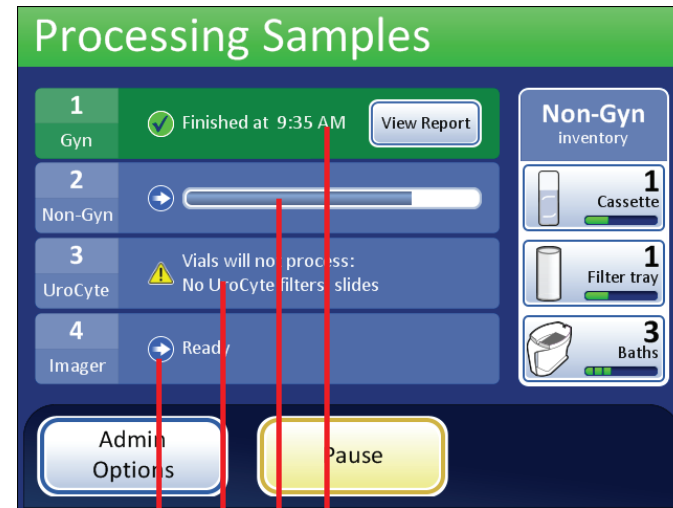 Processing Samples
1
Gyn
Finished at 9:35 AM
View Report
2
Non-Gyn
3
UroCyte
Vials will not process:
No UroCyte filters, slides
4
Imager
Ready
Non-Gyn
inventory
1
Cassette
1
Filter tray
3
Baths
Admin
Options
Pause